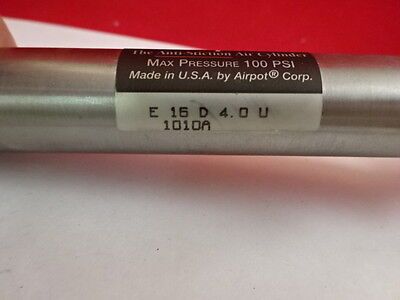 The Anti-Stiction Air Cylinder
MAX PRESSURE 100 PSI
Made in U.S.A. by Airpot® Corp.
E 16 D 4.0 U
1010A